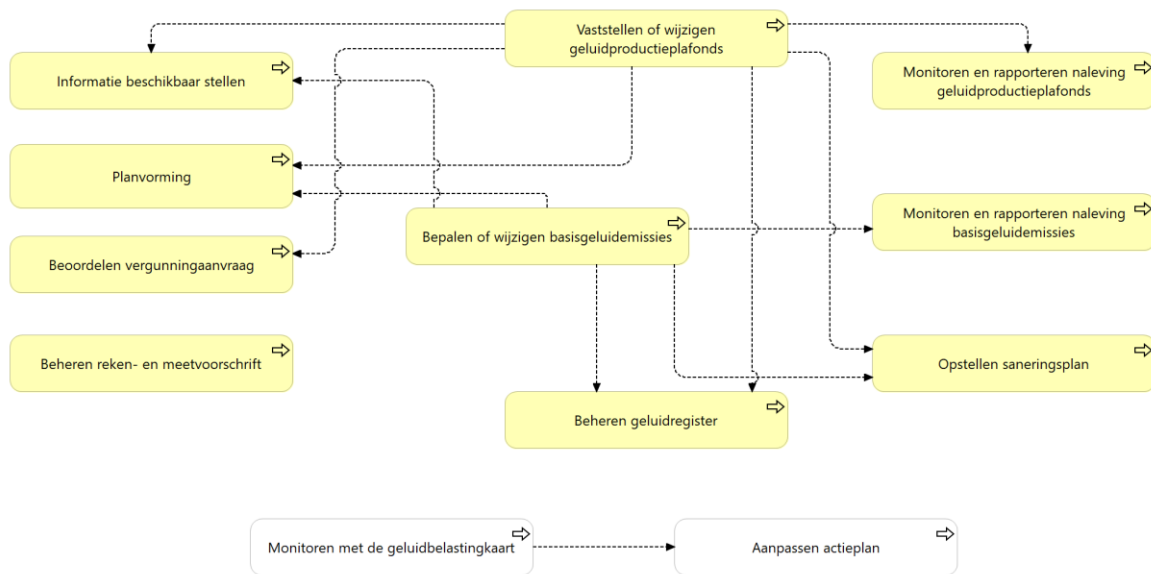 Vaststellen of wijzigen
geluidproductieplafonds
Informatie beschikbaar stellen
Monitoren en rapporteren naleving
geluidproductieplafonds
Planvorming
Bepalen of wijzigen basisgeluidemissies
Monitoren en rapporteren naleving
basisgeluidemissies
Beoordelen vergunningaanvraag
Beheren reken- en meetvoorschrift
Opstellen saneringsplan
Beheren geluidregister
Monitoren met de geluidbelastingkaart
Aanpassen actieplan